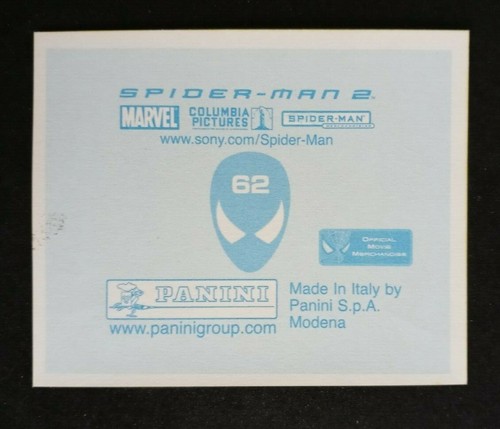 SPIDER-MAN 2™
MARVEL COLUMBIA PICTURES SPIDER-MAN
www.sony.com/Spider-Man
62
OFFICIAL
MOVIE
MERCHANDISE
PANINI
www.paninigroup.com
Made In Italy by
Panini S.p.A.
Modena